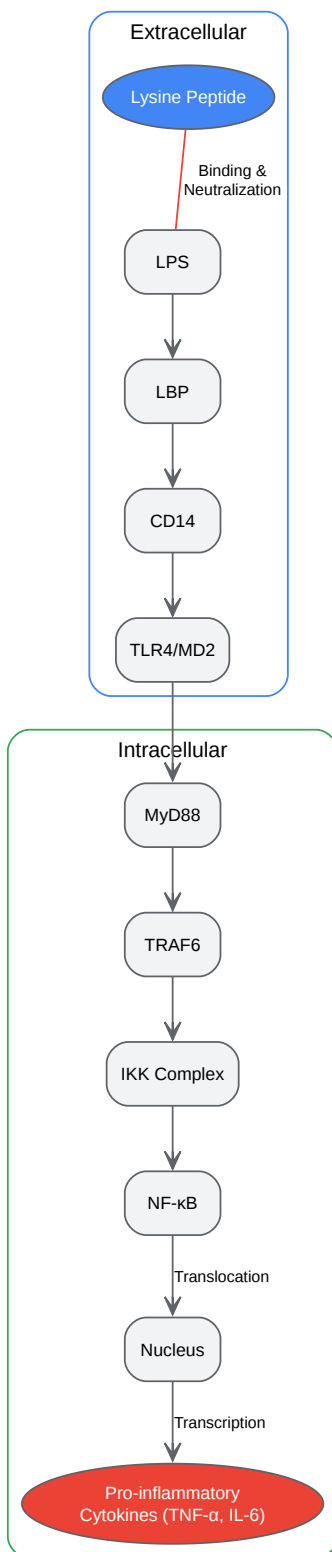 Extracellular
Lysine Peptide
Binding &
Neutralization
LPS
LBP
CD14
TLR4/MD2
Intracellular
MyD88
TRAF6
IKK Complex
NF-κB
Translocation
Nucleus
Transcription
Pro-inflammatory
Cytokines (TNF-α, IL-6)